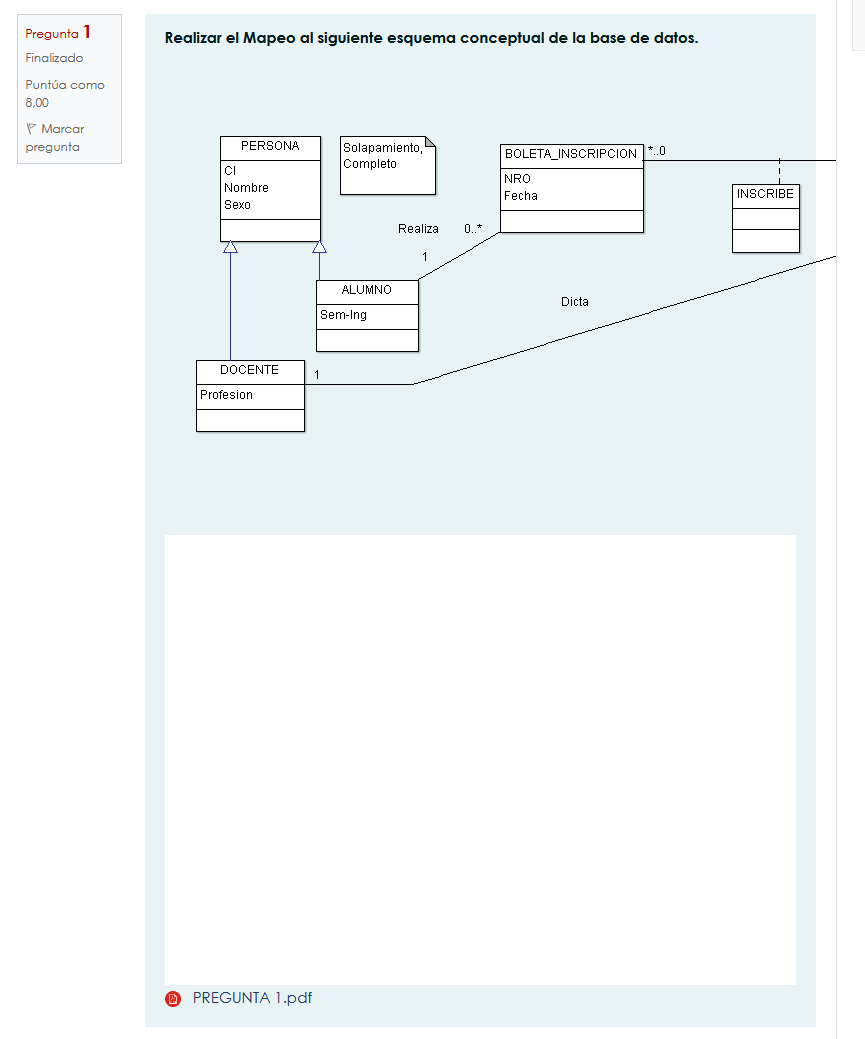 Pregunta 1
Finalizado
Puntúa como
8,00
Marcar
pregunta
Realizar el Mapeo al siguiente esquema conceptual de la base de datos.
PERSONA
CI
Nombre
Sexo
Solapamiento,
Completo
BOLETA_INSCRIPCION
NRO
Fecha
*..0
INSCRIBE
Realiza
0..*
1
ALUMNO
Sem-Ing
Dicta
DOCENTE
Profesion
1
PREGUNTA 1.pdf